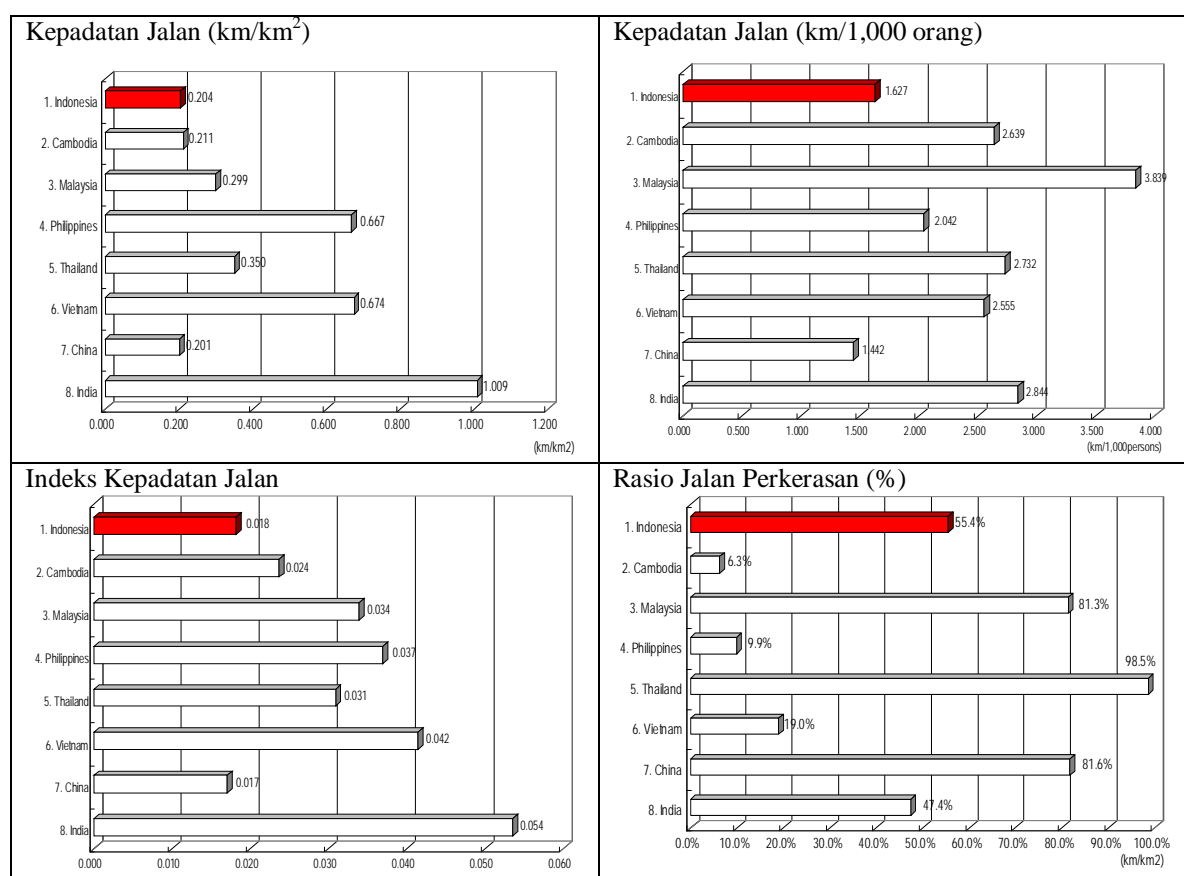 Kepadatan Jalan (km/km²)
1. Indonesia 0.204
2. Cambodia 0.211
3. Malaysia 0.299
4. Philippines 0.667
5. Thailand 0.350
6. Vietnam 0.674
7. China 0.201
8. India 1.009
0.000 0.200 0.400 0.600 0.800 1.000 1.200
(km/km2)
Kepadatan Jalan (km/1,000 orang)
1. Indonesia 1.627
2. Cambodia 2.639
3. Malaysia 3.839
4. Philippines 2.042
5. Thailand 2.732
6. Vietnam 2.555
7. China 1.442
8. India 2.844
0.000 0.500 1.000 1.500 2.000 2.500 3.000 3.500 4.000
(km/1,000persons)
Indeks Kepadatan Jalan
1. Indonesia 0.018
2. Cambodia 0.024
3. Malaysia 0.034
4. Philippines 0.037
5. Thailand 0.031
6. Vietnam 0.042
7. China 0.017
8. India 0.054
0.000 0.010 0.020 0.030 0.040 0.050 0.060
Rasio Jalan Perkerasan (%)
1. Indonesia 55.4%
2. Cambodia 6.3%
3. Malaysia 81.3%
4. Philippines 9.9%
5. Thailand 98.5%
6. Vietnam 19.0%
7. China 81.6%
8. India 47.4%
0.0% 10.0% 20.0% 30.0% 40.0% 50.0% 60.0% 70.0% 80.0% 90.0% 100.0%
(km/km2)